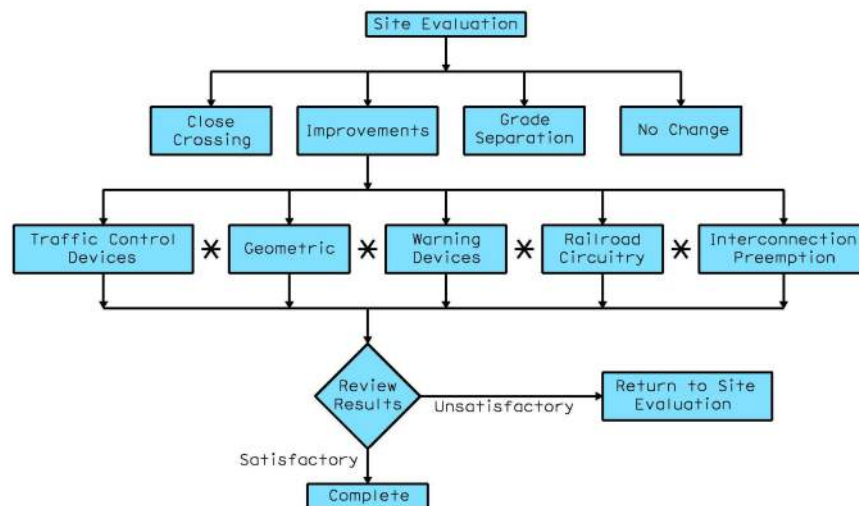 Site Evaluation
Close
Crossing
Improvements
Grade
Separation
No Change
Traffic Control
Devices
*
Geometric
*
Warning
Devices
*
Railroad
Circuitry
*
Interconnection
Preemption
Review
Results
Unsatisfactory
Return to Site
Evaluation
Satisfactory
Complete